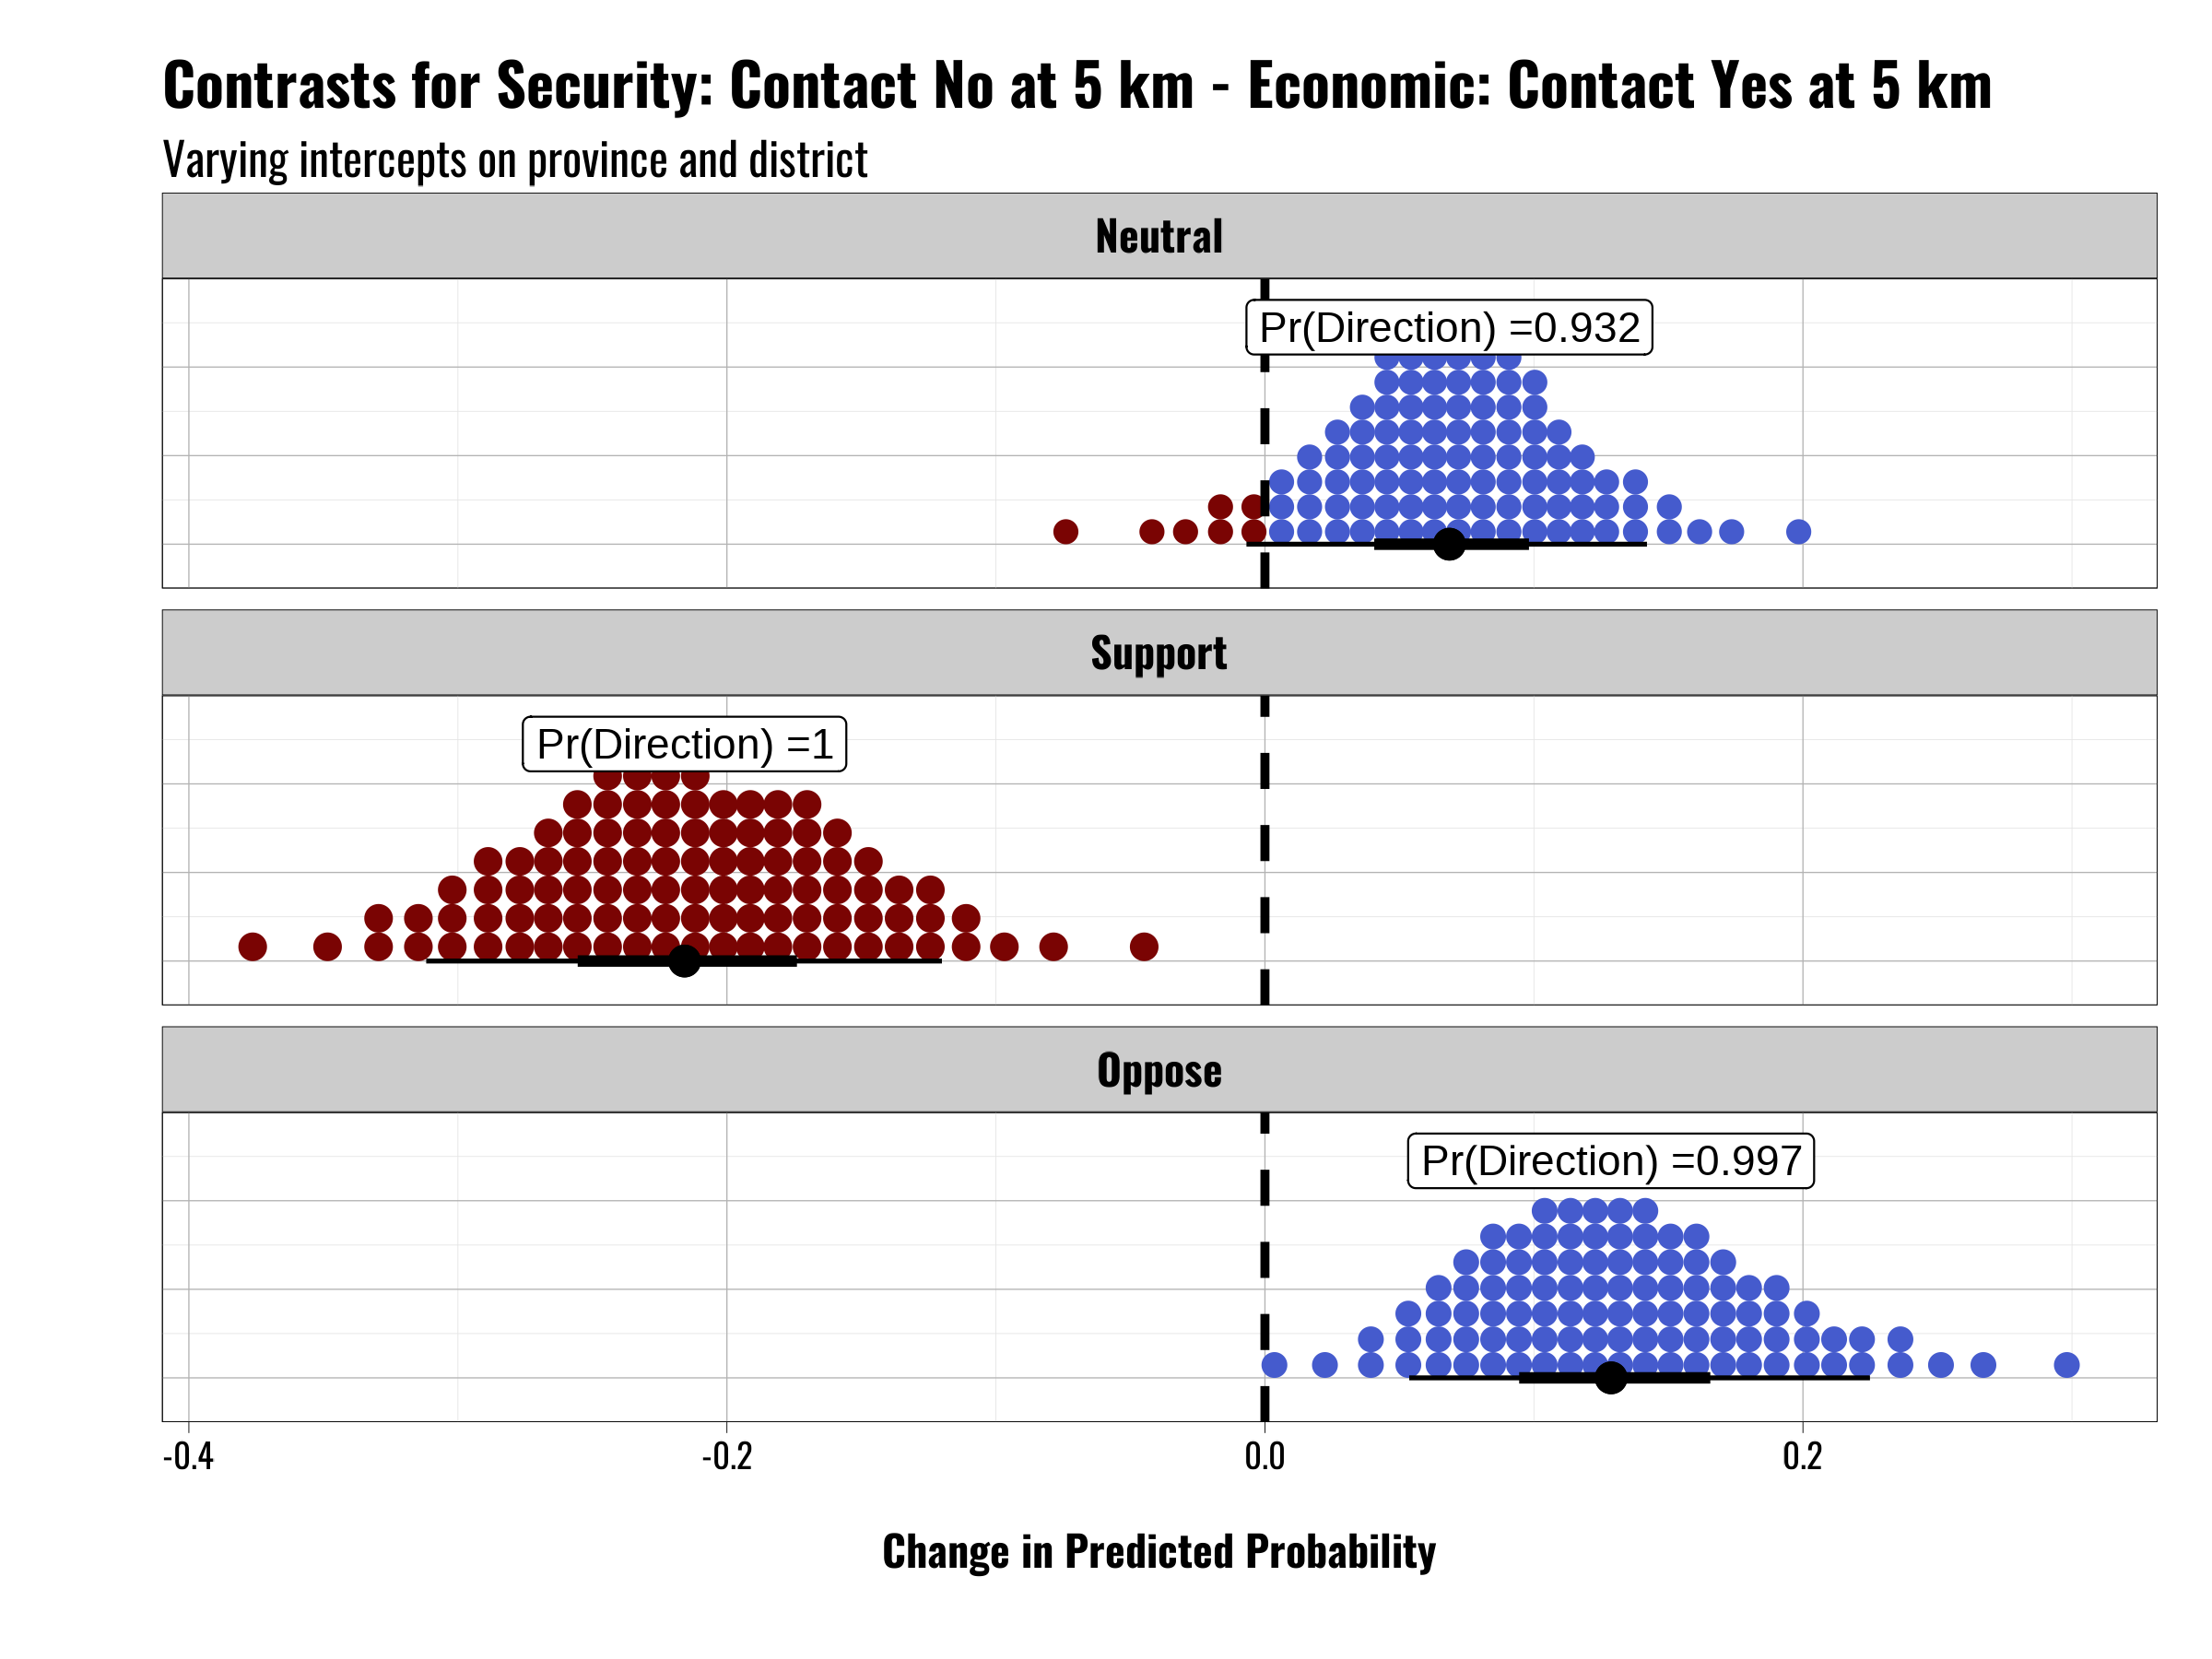 Contrasts for Security: Contact No at 5 km - Economic: Contact Yes at 5 km
Varying intercepts on province and district
Neutral
Pr(Direction) =0.932
Support
Pr(Direction) =1
Oppose
Pr(Direction) =0.997
-0.4 -0.2 0.0 0.2
Change in Predicted Probability